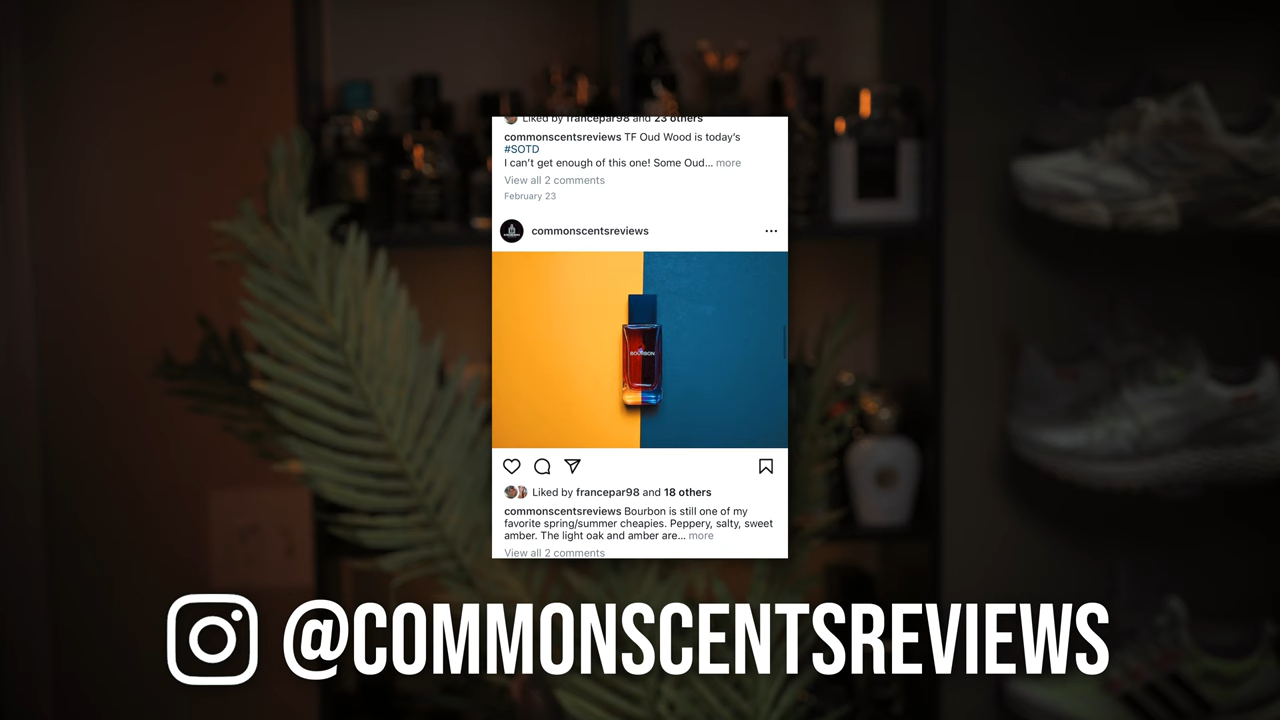 Liked by francepar98 and 23 others
commonscentsreviews TF Oud Wood is today's
#SOTD
I can't get enough of this one! Some Oud... more
View all 2 comments
February 23
commonscentsreviews
BOURBON
Liked by francepar98 and 18 others
commonscentsreviews Bourbon is still one of my
favorite spring/summer cheapies. Peppery, salty, sweet
amber. The light oak and amber are... more
View all 2 comments
@COMMONSCENTSREVIEWS